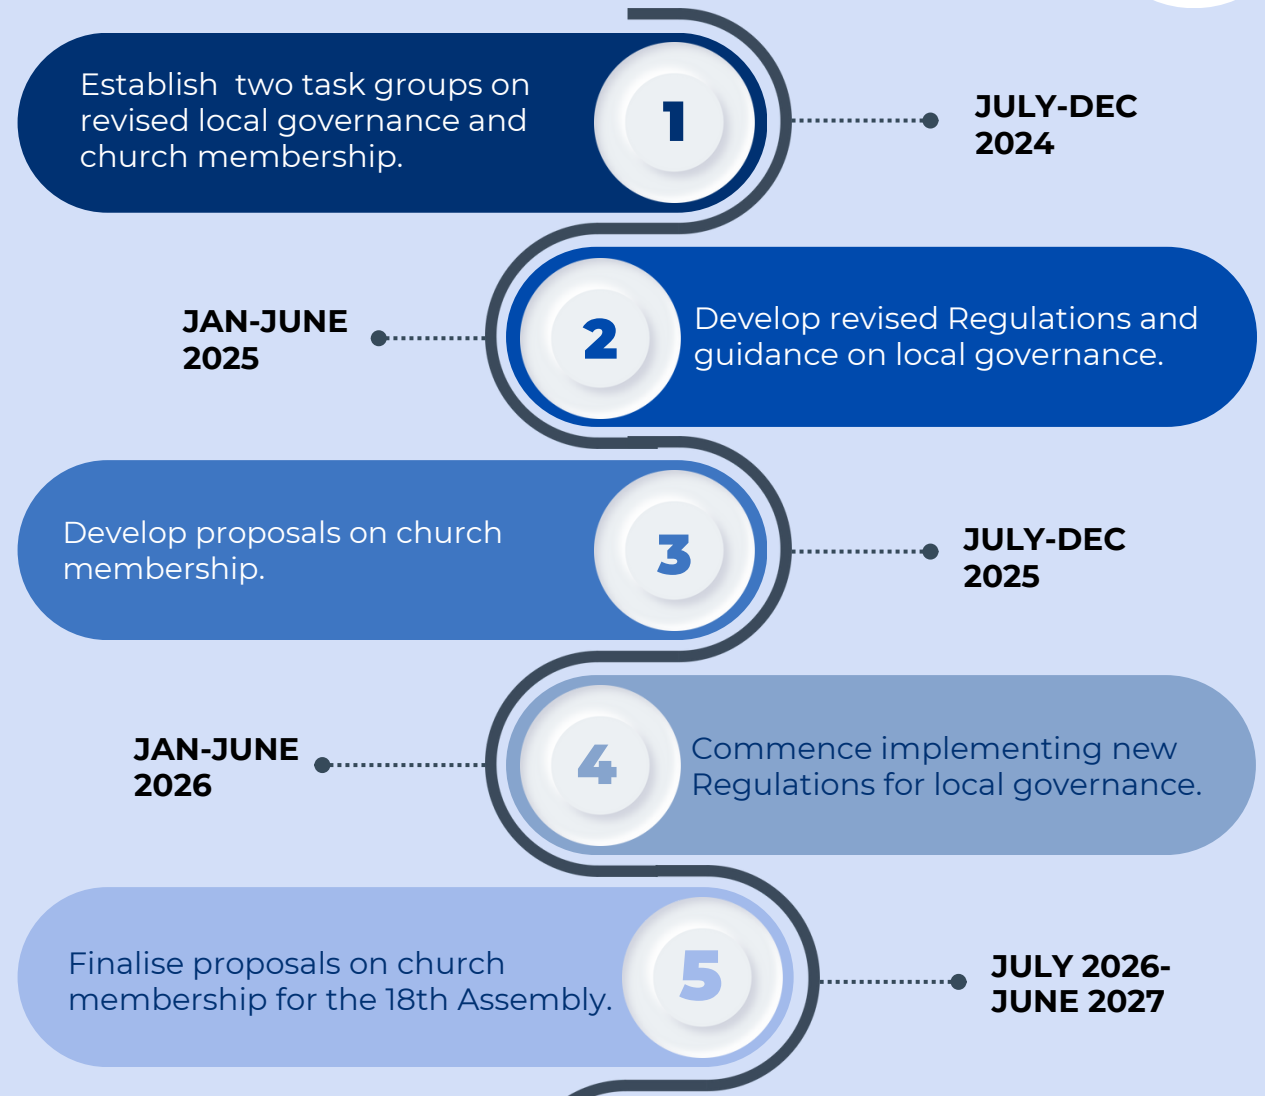 Establish two task groups on
revised local governance and
church membership.
1
JULY-DEC
2024
JAN-JUNE
2025
2
Develop revised Regulations and
guidance on local governance.
Develop proposals on church
membership.
3
JULY-DEC
2025
JAN-JUNE
2026
4
Commence implementing new
Regulations for local governance.
Finalise proposals on church
membership for the 18th Assembly.
5
JULY 2026-
JUNE 2027